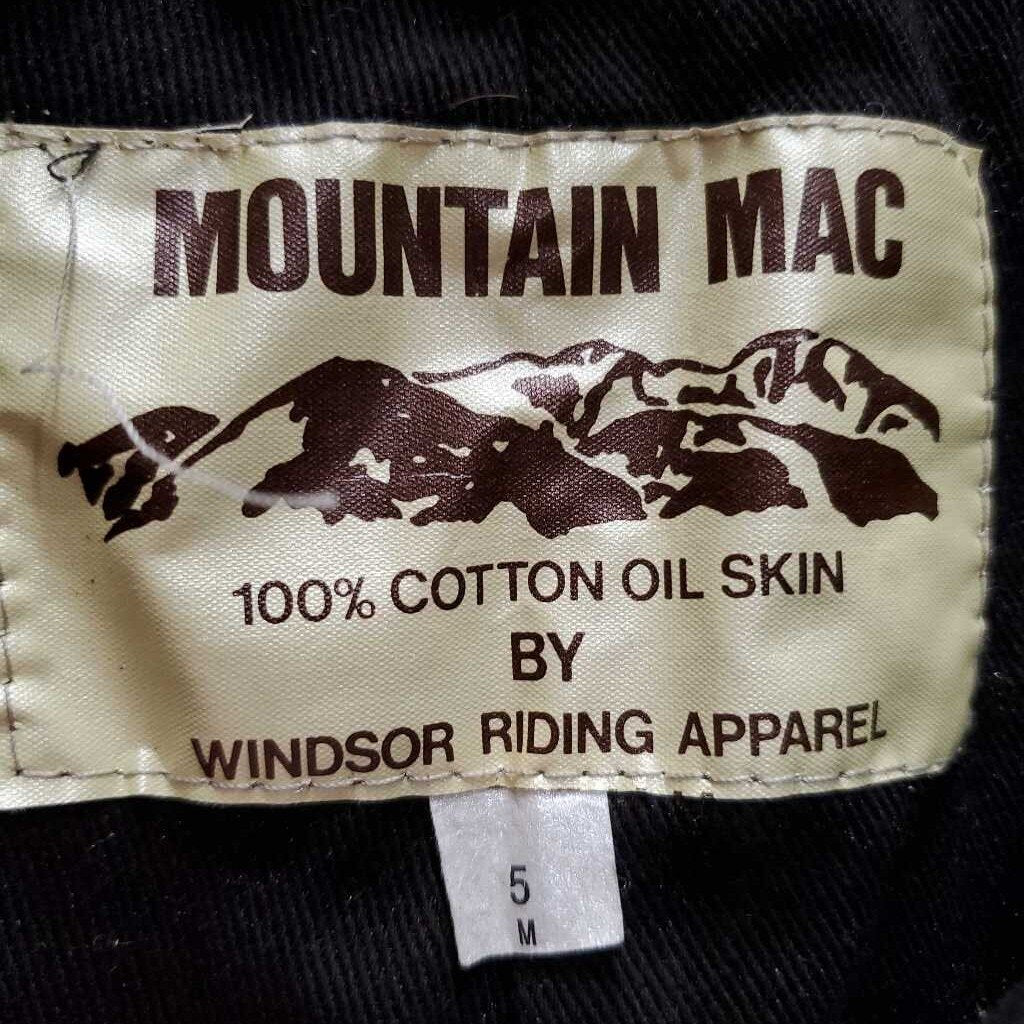 MOUNTAIN MAC
100% COTTON OIL SKIN
BY
WINDSOR RIDING APPAREL
5
M